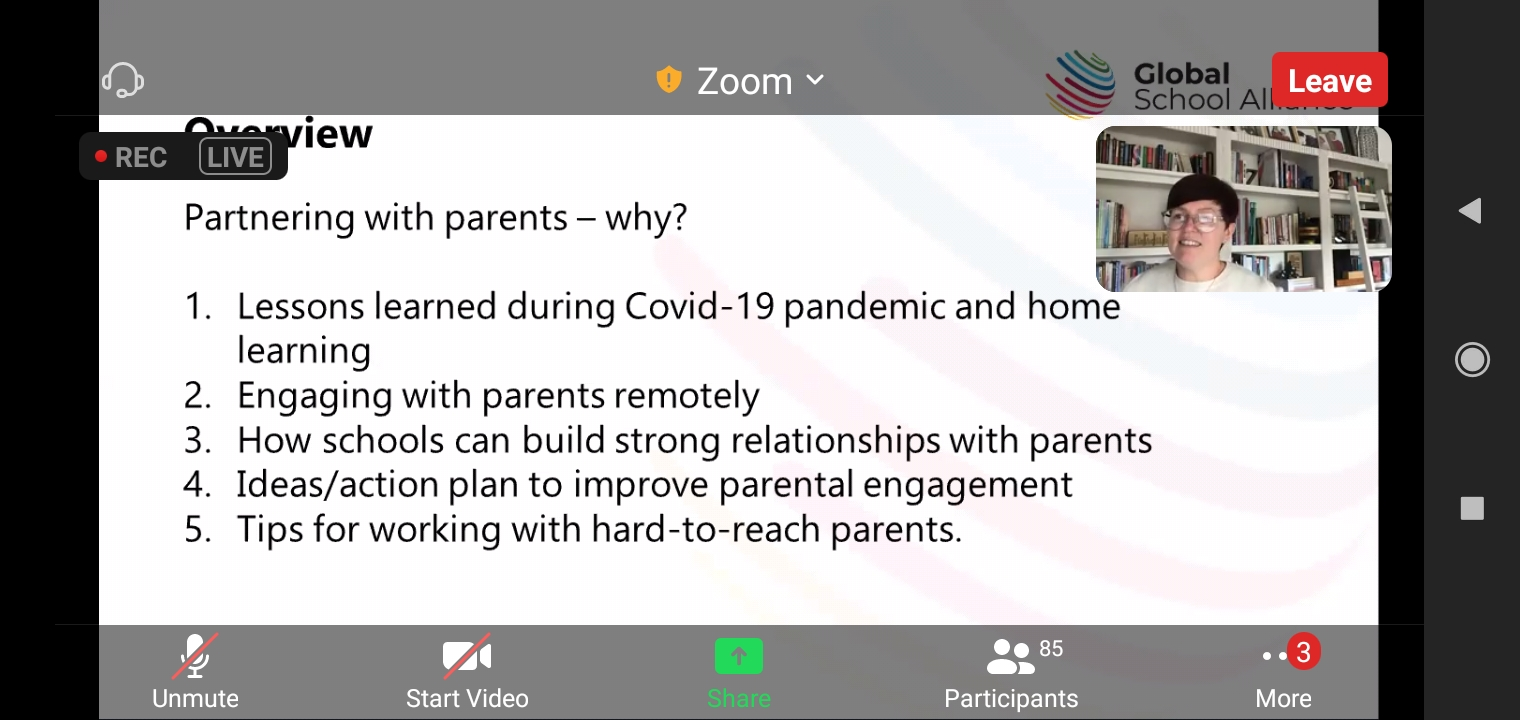 Zoom
Global
School Alliance
Leave
Overview
REC LIVE
Partnering with parents – why?
1. Lessons learned during Covid-19 pandemic and home
learning
2. Engaging with parents remotely
3. How schools can build strong relationships with parents
4. Ideas/action plan to improve parental engagement
5. Tips for working with hard-to-reach parents.
Unmute
Start Video
Share
85
Participants
3
More